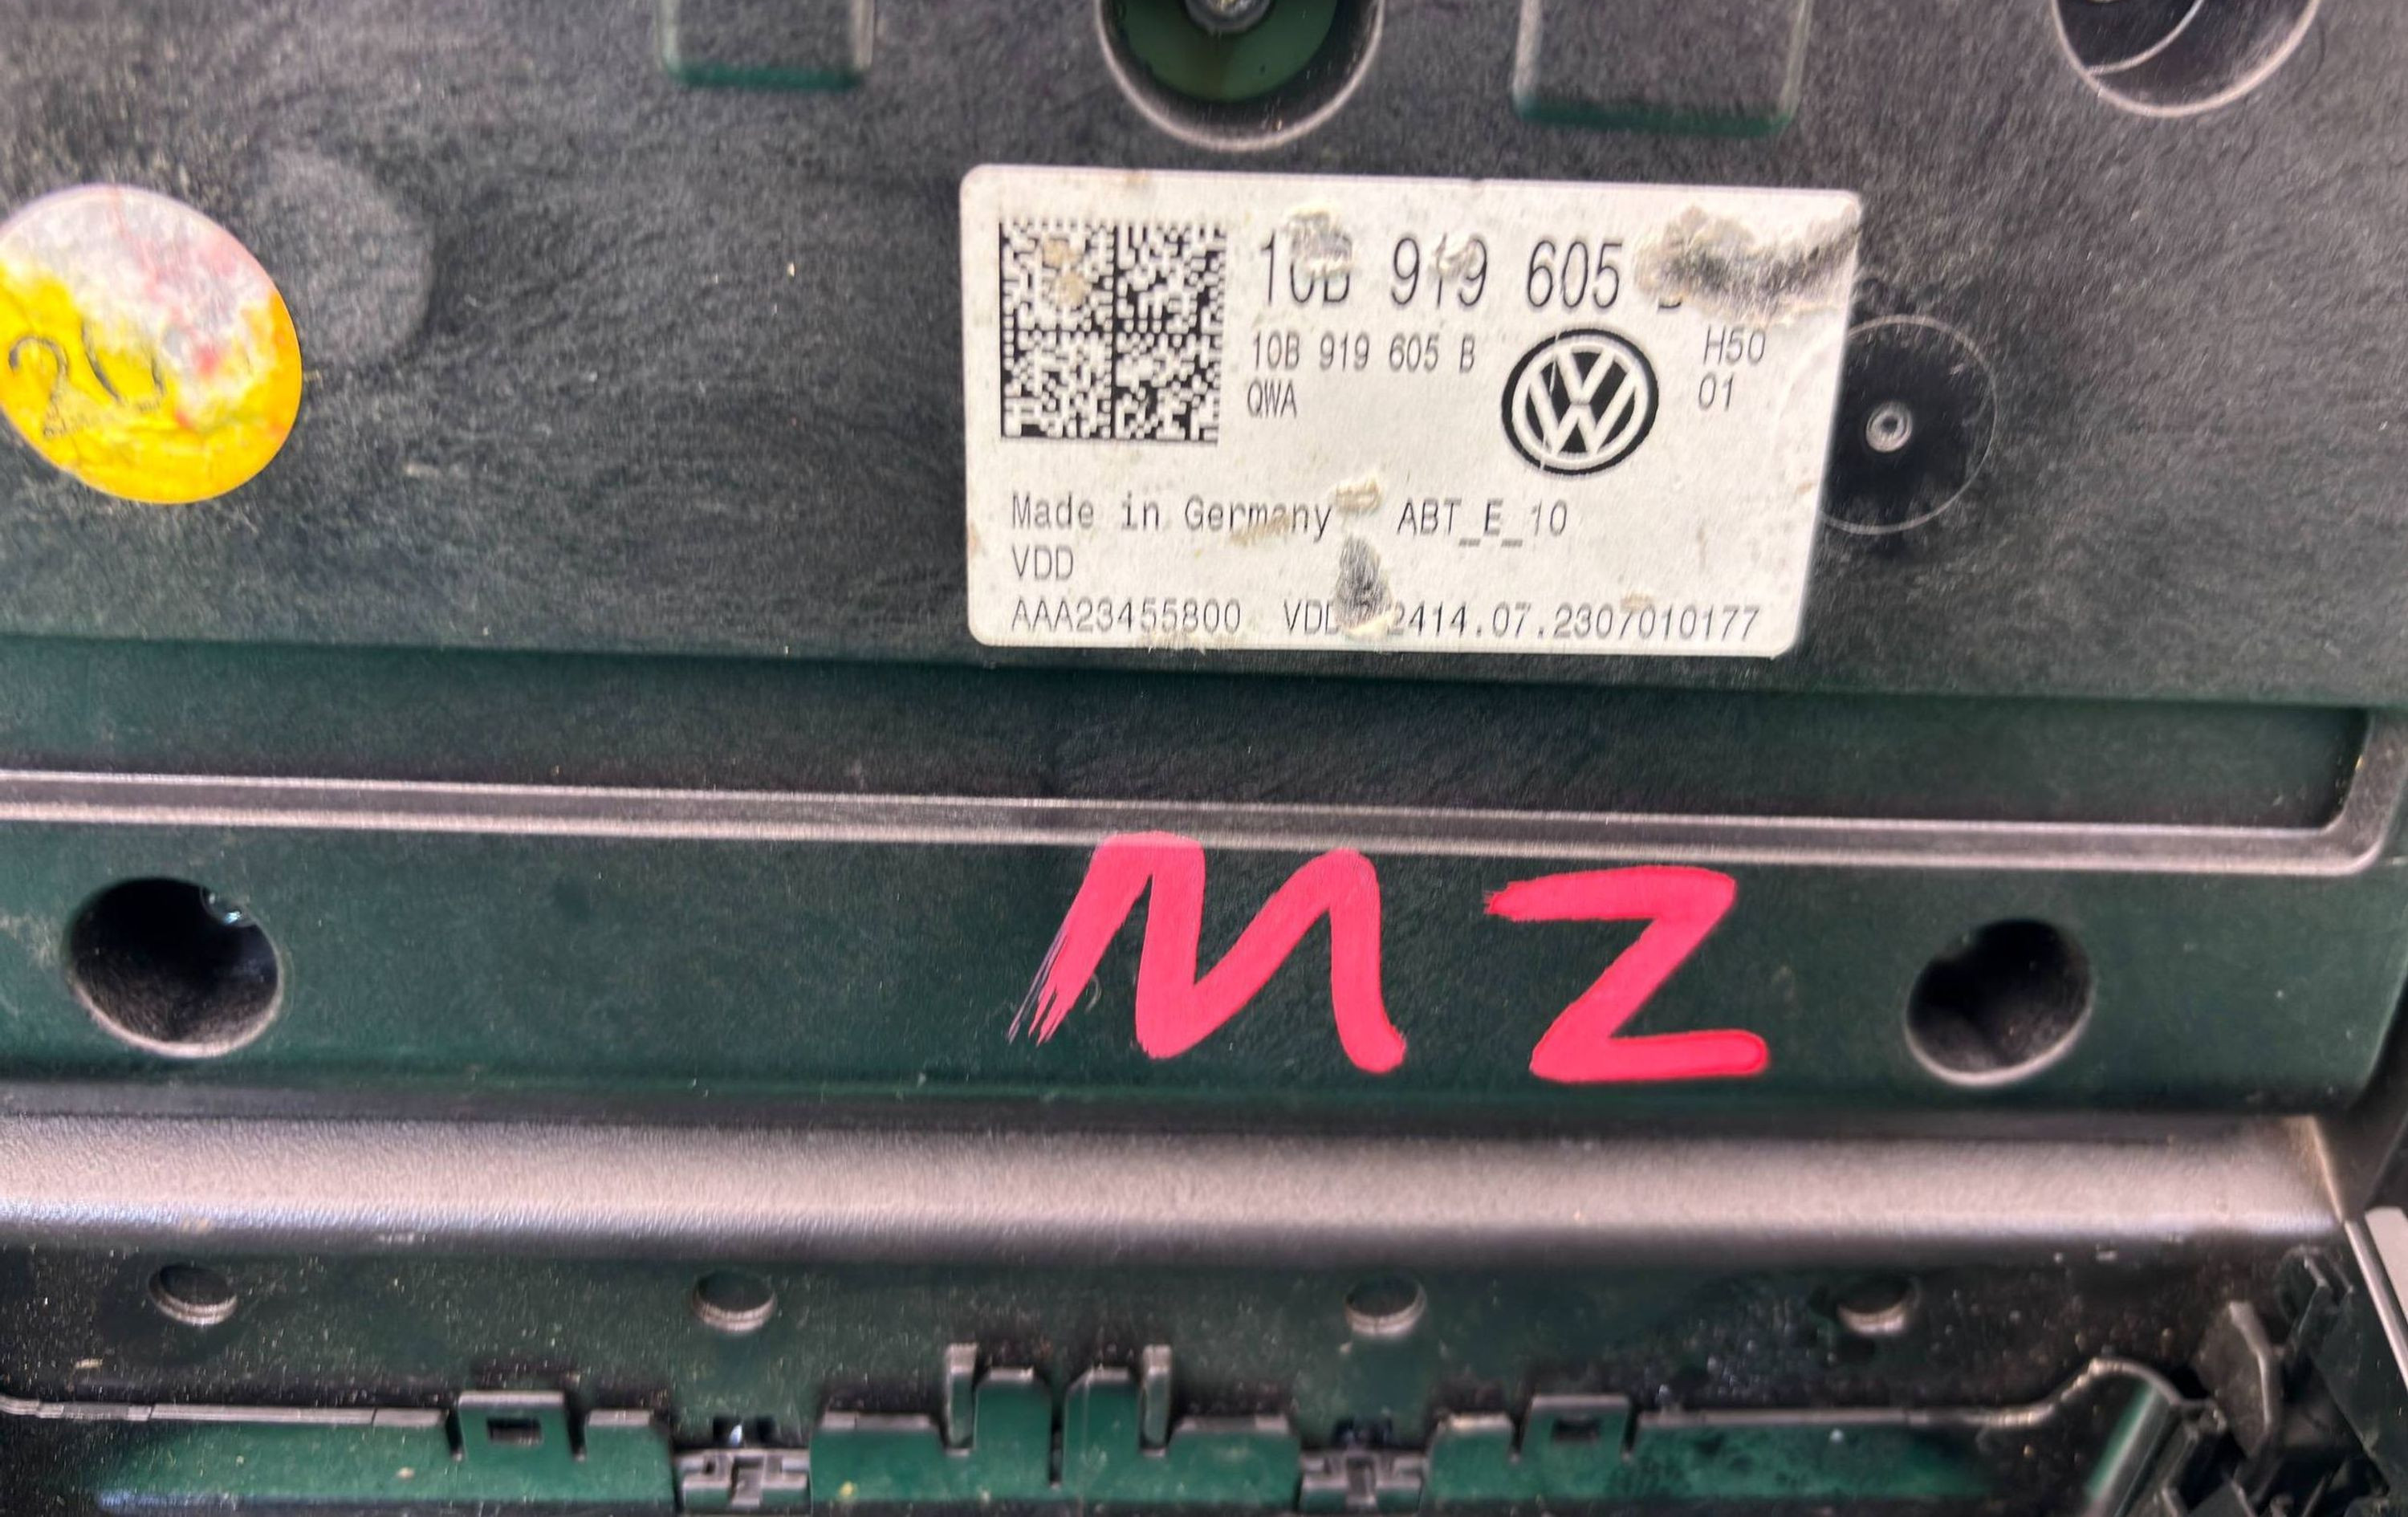 20
10B 919 605
10B 919 605 B
H50
QWA
01
Made in Germany ABT_E_10
VDD
AAA23455800 2414.07.2307010177
MZ